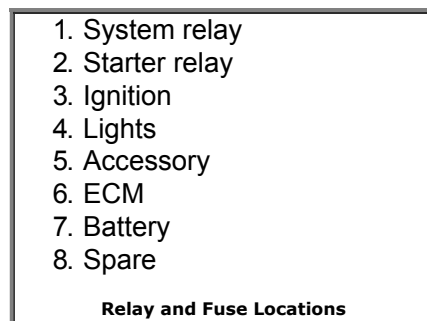 1. System relay
2. Starter relay
3. Ignition
4. Lights
5. Accessory
6. ECM
7. Battery
8. Spare
Relay and Fuse Locations